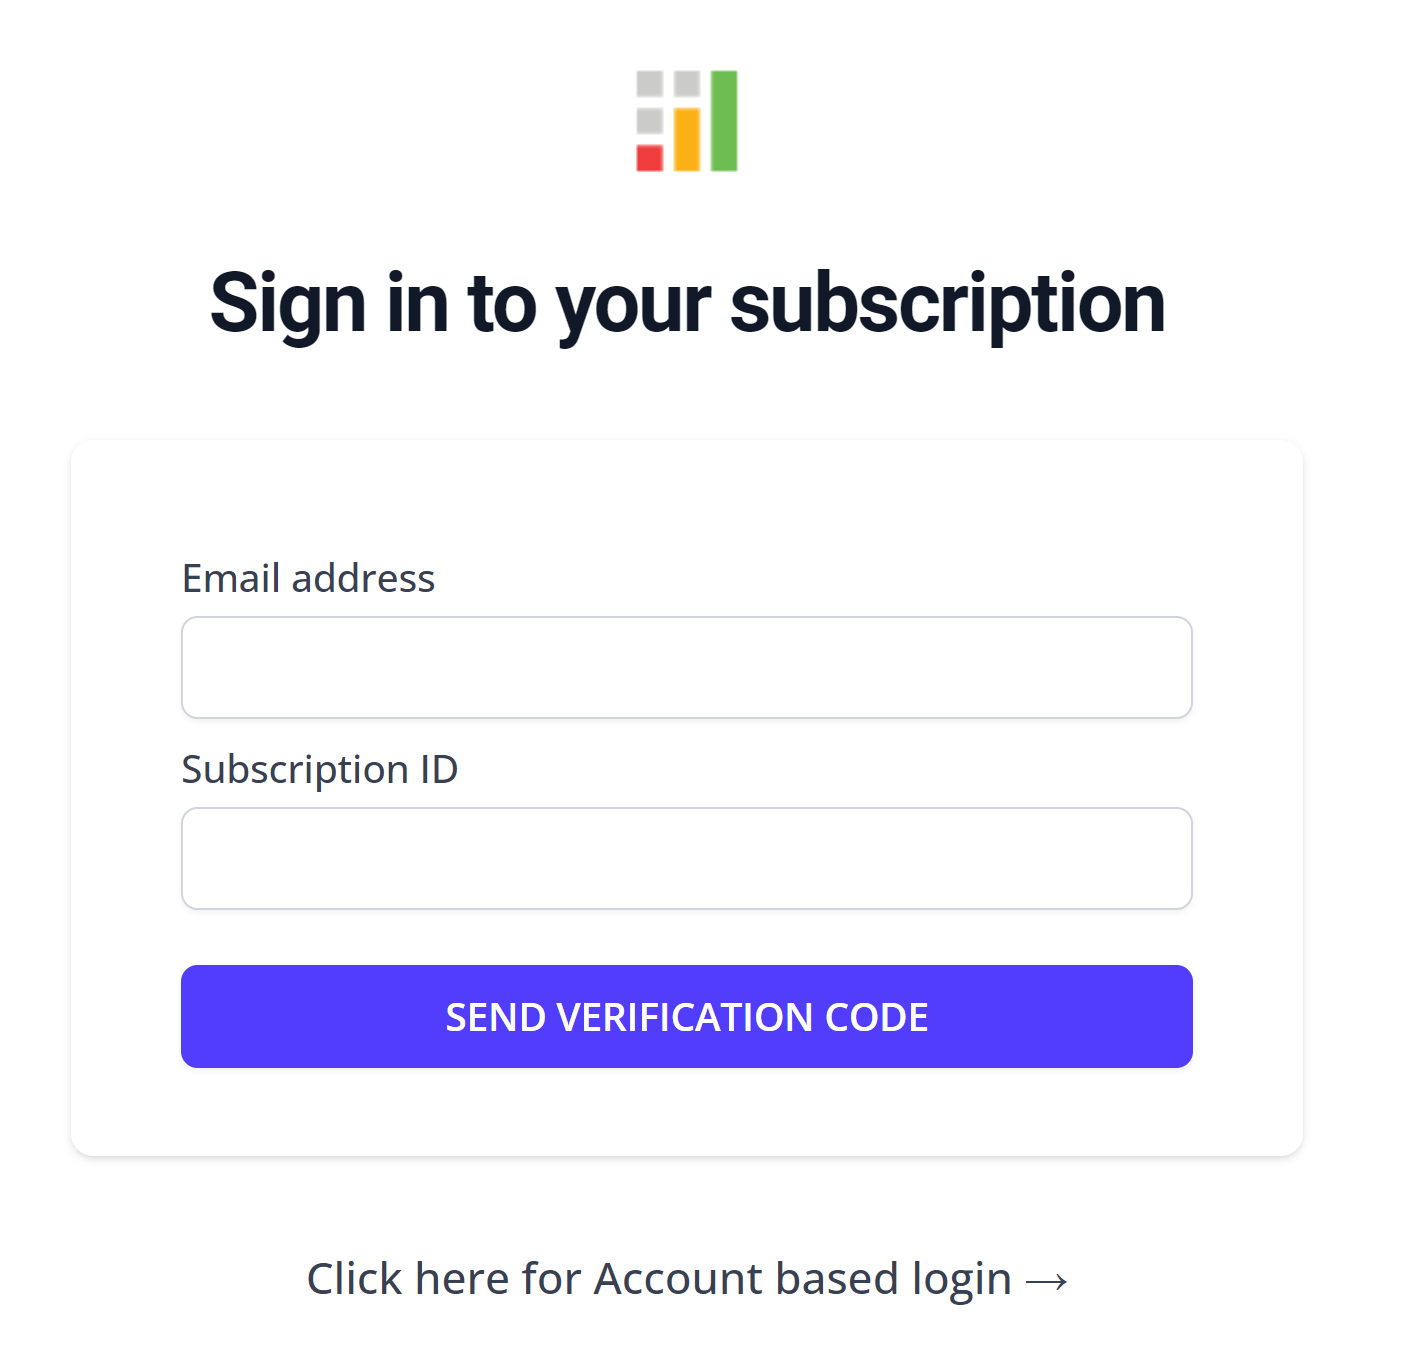 Sign in to your subscription
Email address
Subscription ID
SEND VERIFICATION CODE
Click here for Account based login →